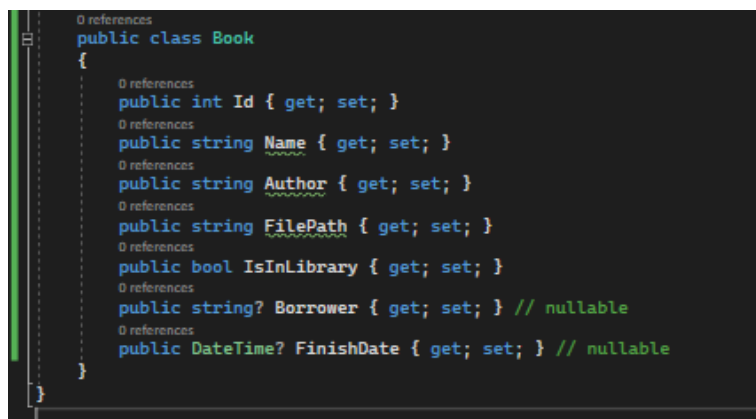 0 references
public class Book
{
0 references
public int Id { get; set; }
0 references
public string Name { get; set; }
0 references
public string Author { get; set; }
0 references
public string FilePath { get; set; }
0 references
public bool IsInLibrary { get; set; }
0 references
public string? Borrower { get; set; } // nullable
0 references
public DateTime? FinishDate { get; set; } // nullable
}
}